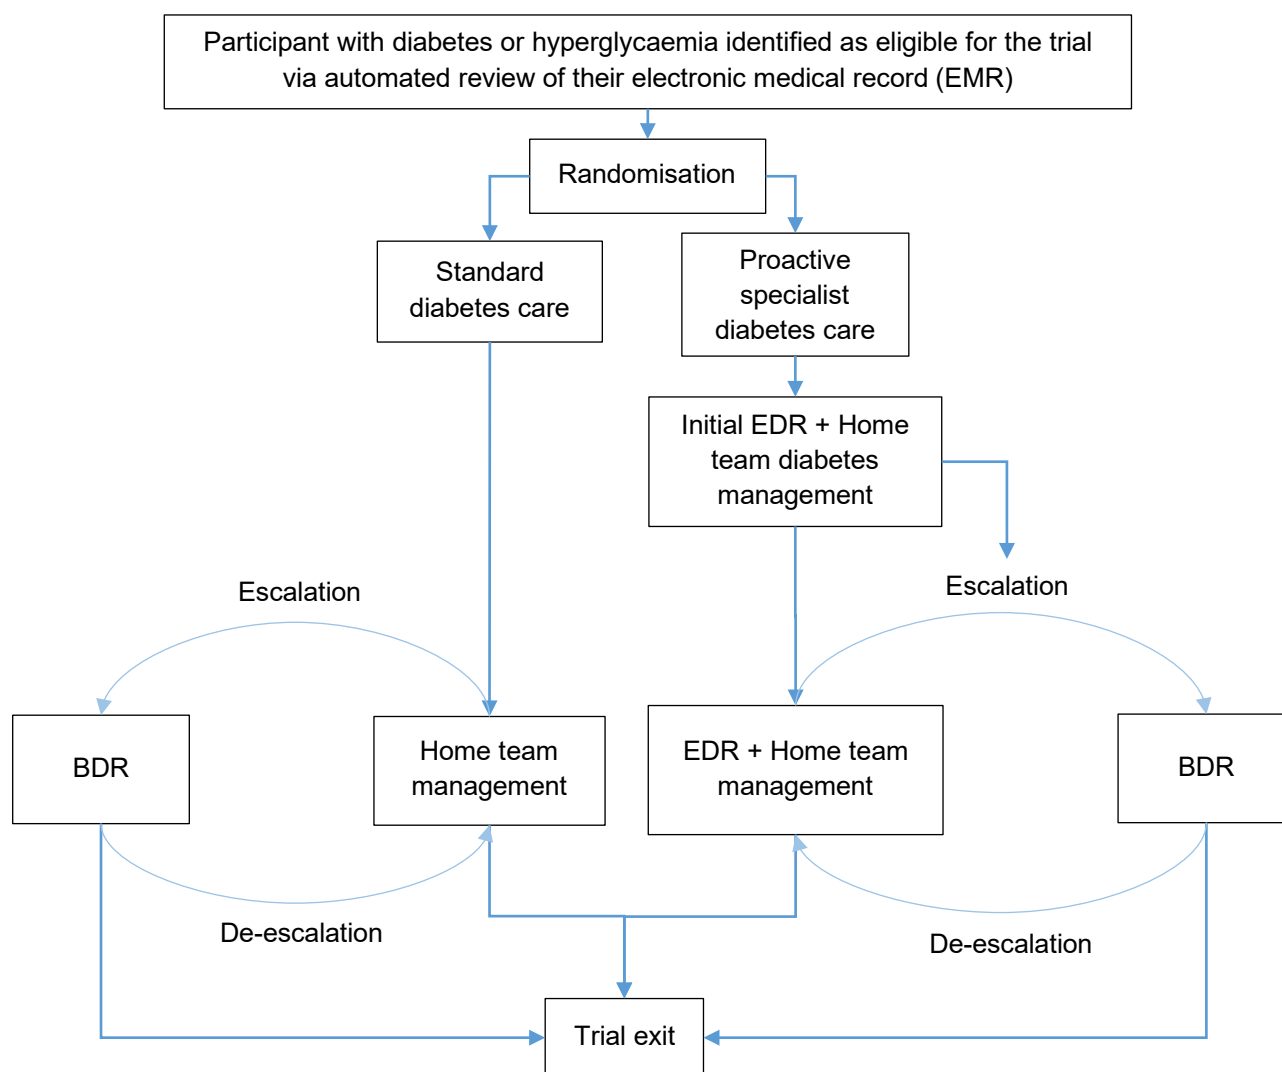 Participant with diabetes or hyperglycaemia identified as eligible for the trial
via automated review of their electronic medical record (EMR)
Randomisation
Standard
diabetes care
Proactive
specialist
diabetes care
Initial EDR + Home
team diabetes
management
Escalation
Escalation
BDR
Home team
management
EDR + Home team
management
BDR
De-escalation
De-escalation
Trial exit